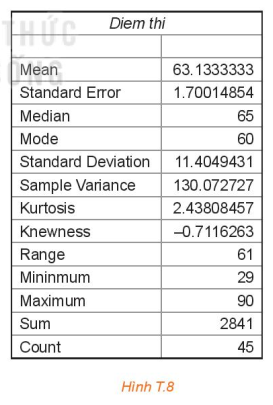 THỨC
ỐNG
Diem thi
Mean 63.1333333
Standard Error 1.70014854
Median 65
Mode 60
Standard Deviation 11.4049431
Sample Variance 130.072727
Kurtosis 2.43808457
Knewness –0.7116263
Range 61
Mininmum 29
Maximum 90
Sum 2841
Count 45
Hình T.8